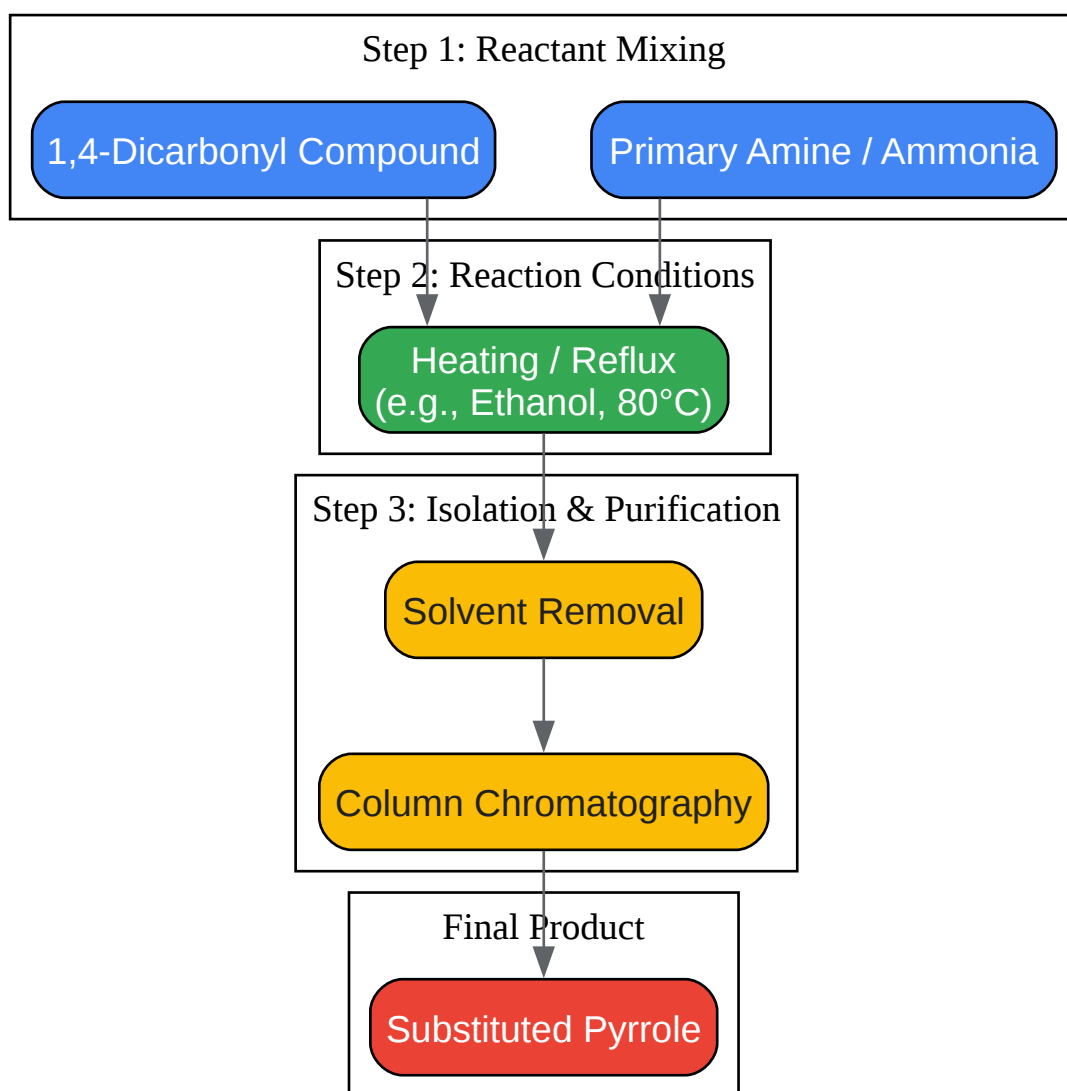 Step 1: Reactant Mixing
1,4-Dicarbonyl Compound
Primary Amine / Ammonia
Step 2: Reaction Conditions
Heating / Reflux
(e.g., Ethanol, 80°C)
Step 3: Isolation & Purification
Solvent Removal
Column Chromatography
Final Product
Substituted Pyrrole